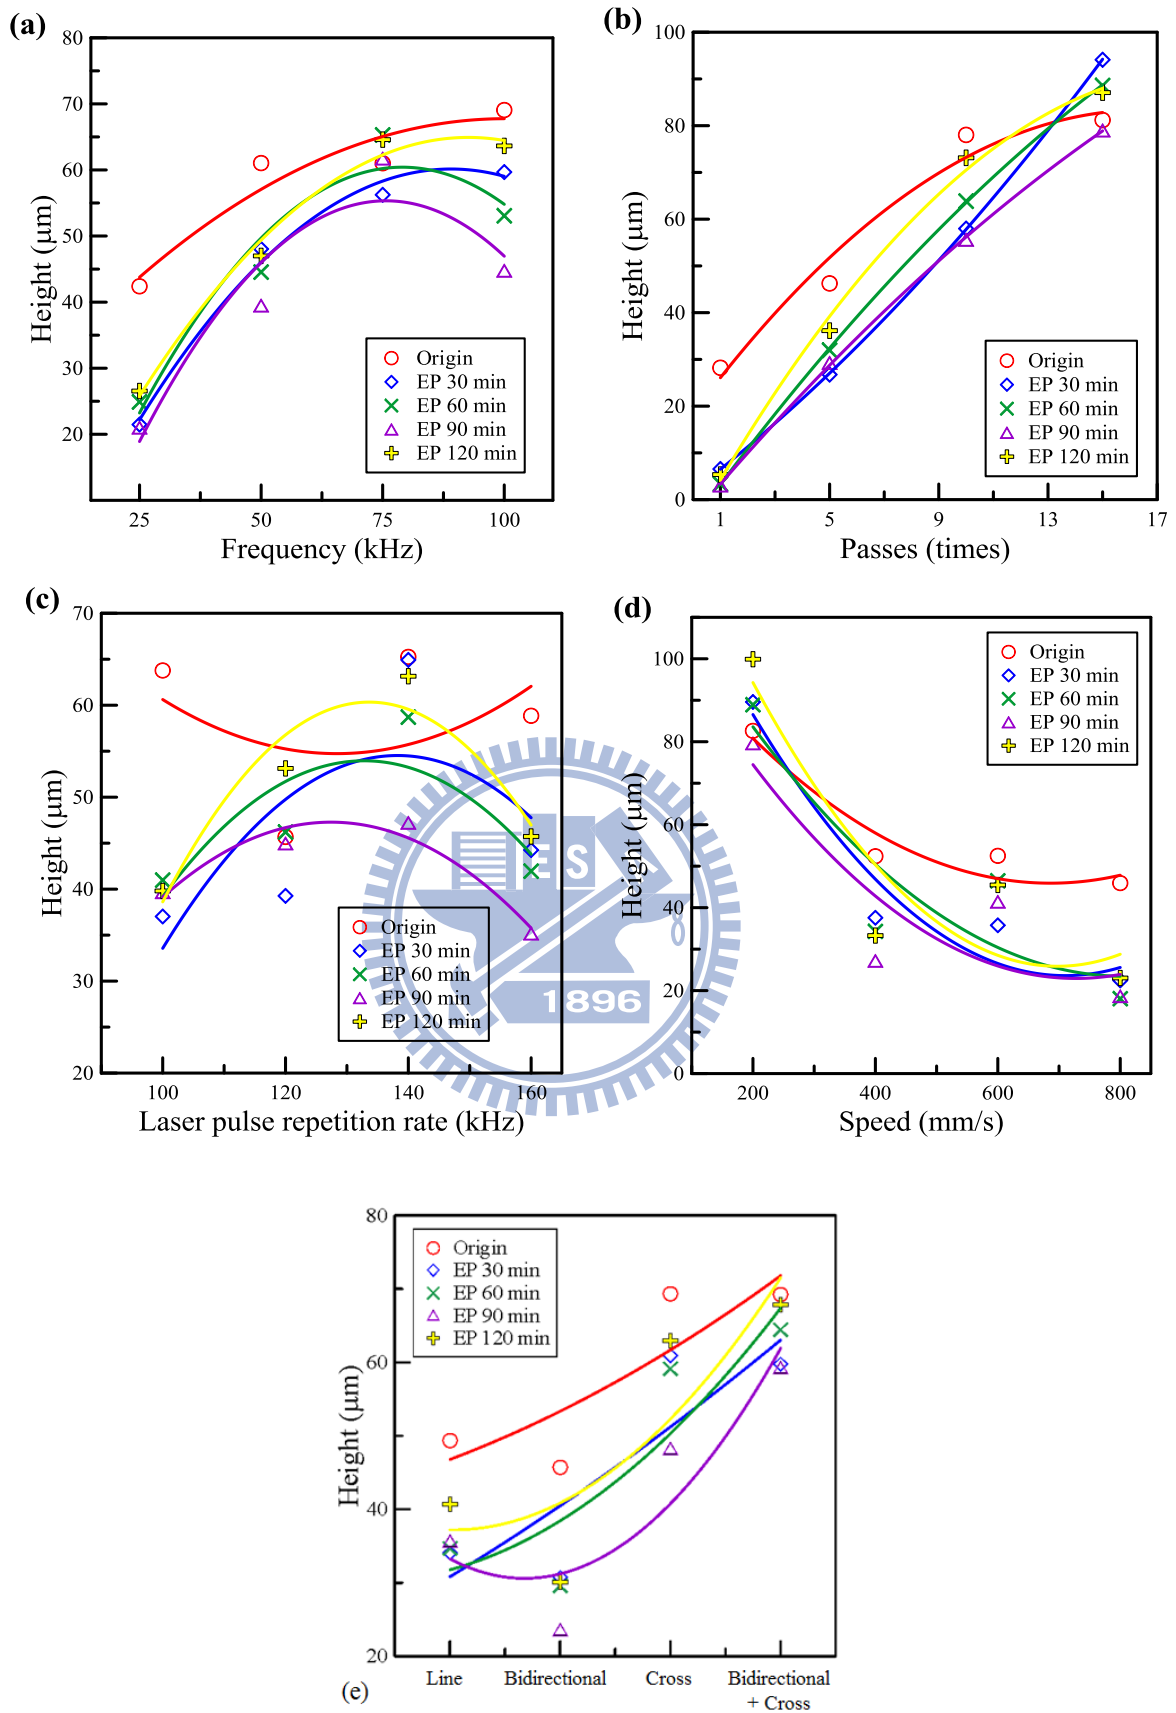 (a)
80
70
60
50
40
30
20
Height (μm)
Origin
EP 30 min
EP 60 min
EP 90 min
EP 120 min
25 50 75 100
Frequency (kHz)
(b)
100
80
60
40
20
0
Height (μm)
Origin
EP 30 min
EP 60 min
EP 90 min
EP 120 min
1 5 9 13 17
Passes (times)
(c)
70
60
50
40
30
20
Height (μm)
Origin
EP 30 min
EP 60 min
EP 90 min
EP 120 min
100 120 140 160
Laser pulse repetition rate (kHz)
ES
1896
(d)
100
80
60
40
20
0
Height (μm)
Origin
EP 30 min
EP 60 min
EP 90 min
EP 120 min
200 400 600 800
Speed (mm/s)
80
60
40
20
Height (μm)
Origin
EP 30 min
EP 60 min
EP 90 min
EP 120 min
Line Bidirectional Cross Bidirectional
+ Cross
(e)